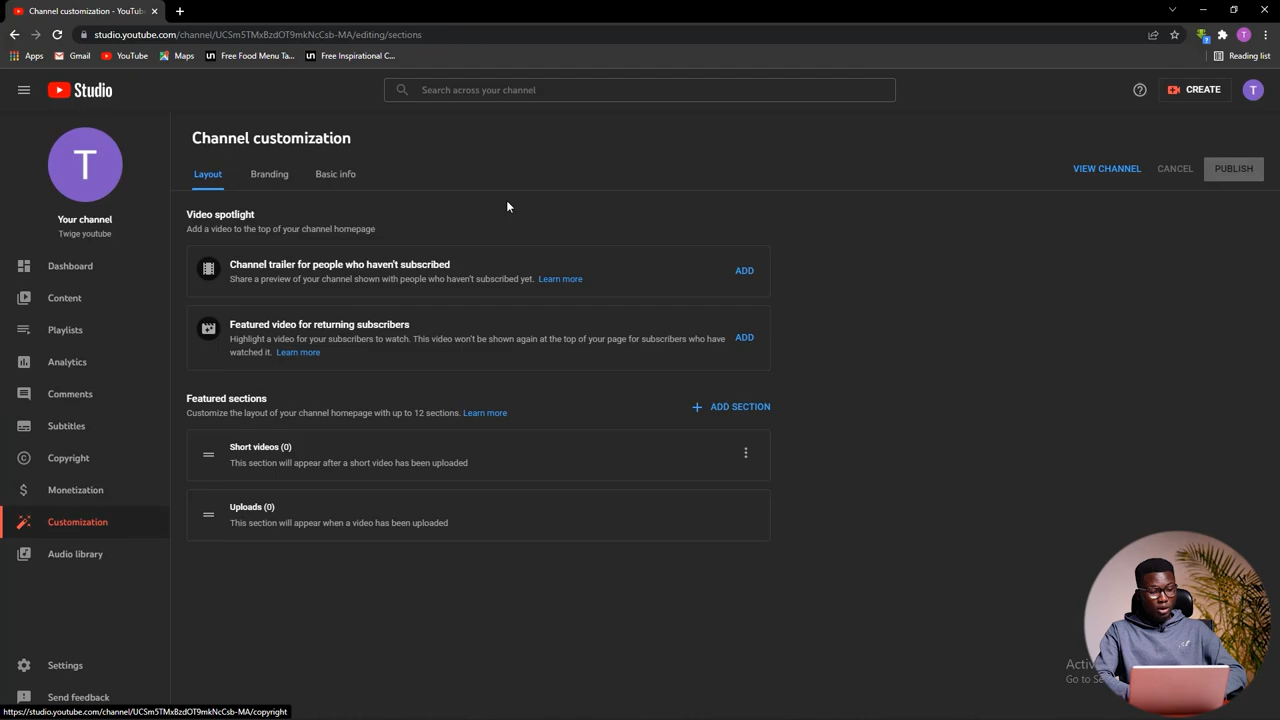 Channel customization - YouTub
studio.youtube.com/channel/UCSm5TMxBzdOT9mkNcCsb-MA/editing/sections
Apps
Gmail
YouTube
Maps
Free Food Menu Ta...
Free Inspirational C...
Reading list
Studio
Search across your channel
CREATE
T
T
Your channel
Twige youtube
Dashboard
Content
Playlists
Analytics
Comments
Subtitles
Copyright
Monetization
Customization
Audio library
Settings
Send feedback
Channel customization
Layout
Branding
Basic info
VIEW CHANNEL
CANCEL
PUBLISH
Video spotlight
Add a video to the top of your channel homepage
Channel trailer for people who haven't subscribed
Share a preview of your channel shown with people who haven't subscribed yet. Learn more
ADD
Featured video for returning subscribers
Highlight a video for your subscribers to watch. This video won't be shown again at the top of your page for subscribers who have
watched it. Learn more
ADD
Featured sections
Customize the layout of your channel homepage with up to 12 sections. Learn more
ADD SECTION
Short videos (0)
This section will appear after a short video has been uploaded
Uploads (0)
This section will appear when a video has been uploaded
https://studio.youtube.com/channel/UCSm5TMxBzdOT9mkNcCsb-MA/copyright